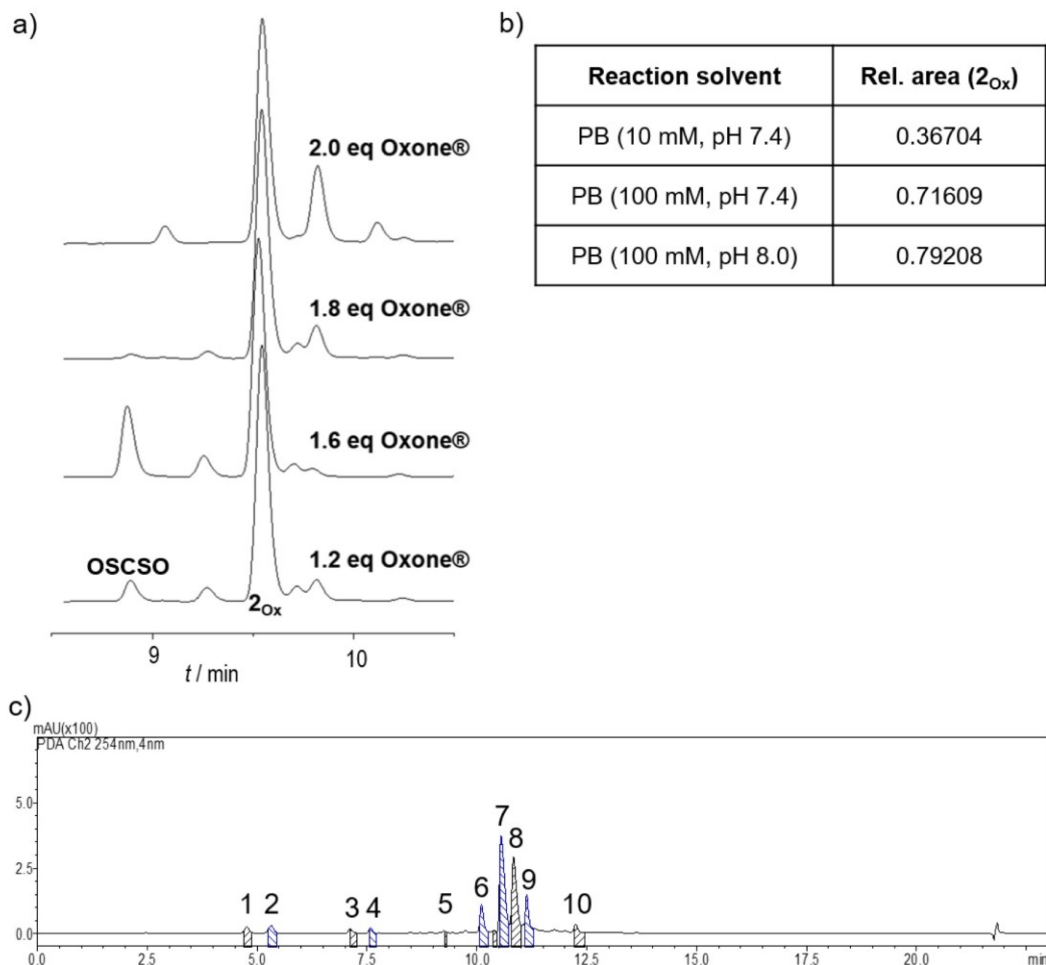 a)
2.0 eq Oxone®
1.8 eq Oxone®
1.6 eq Oxone®
OSCSO
1.2 eq Oxone®
2Ox
9
10
t / min
b)
Reaction solvent Rel. area (2Ox)
PB (10 mM, pH 7.4) 0.36704
PB (100 mM, pH 7.4) 0.71609
PB (100 mM, pH 8.0) 0.79208
c)
mAU(x100)
PDA Ch2 254nm,4nm
5.0
2.5
0.0
1 2 3 4 5 6 7 8 9 10
0.0 2.5 5.0 7.5 10.0 12.5 15.0 17.5 20.0 min